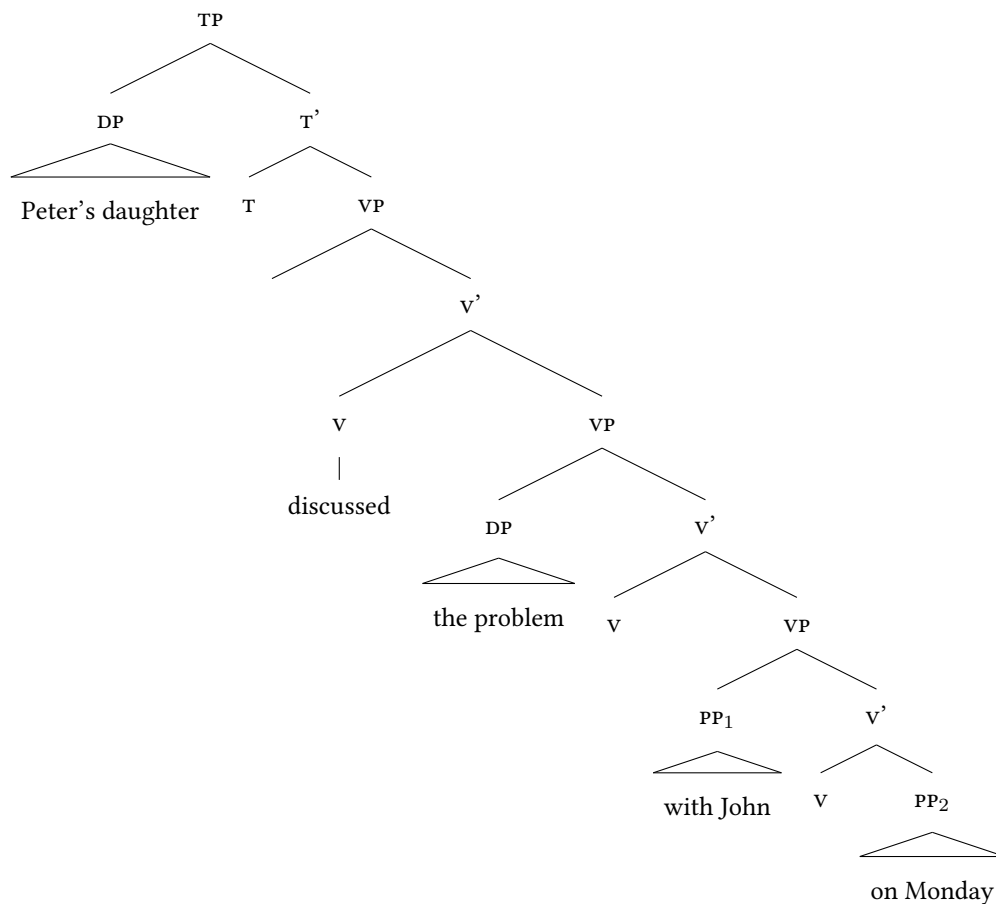 TP
DP T’
Peter’s daughter T VP
V’
V VP
discussed
DP V’
the problem V VP
PP₁ V’
with John V PP₂
on Monday